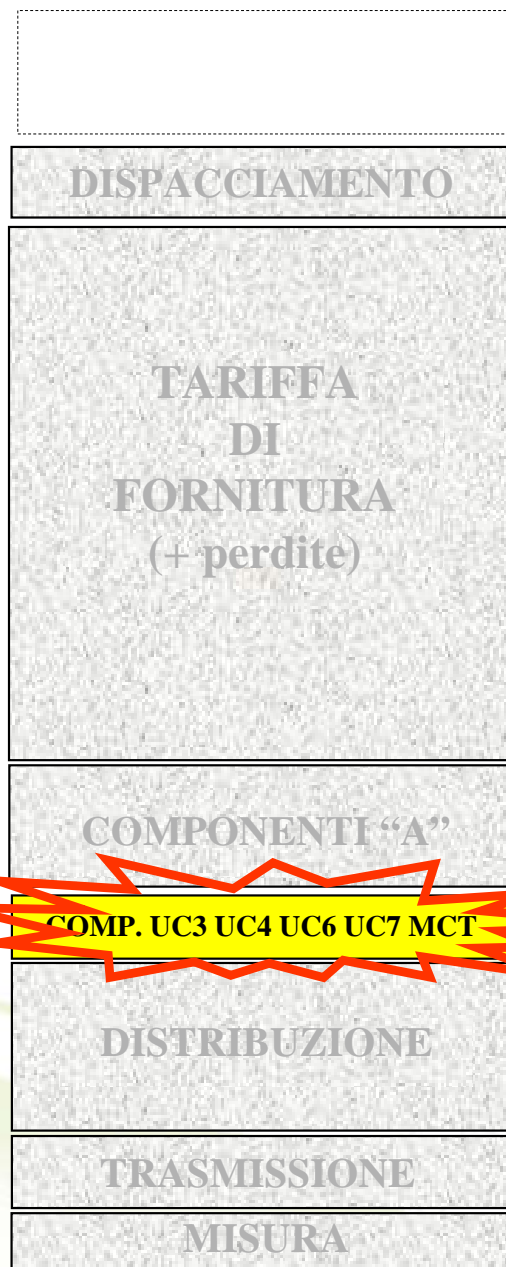 DISPACCIAMENTO
TARIFFA
DI
FORNITURA
(+ perdite)
COMPONENTI “A”
COMP. UC3 UC4 UC6 UC7 MCT
DISTRIBUZIONE
TRASMISSIONE
MISURA